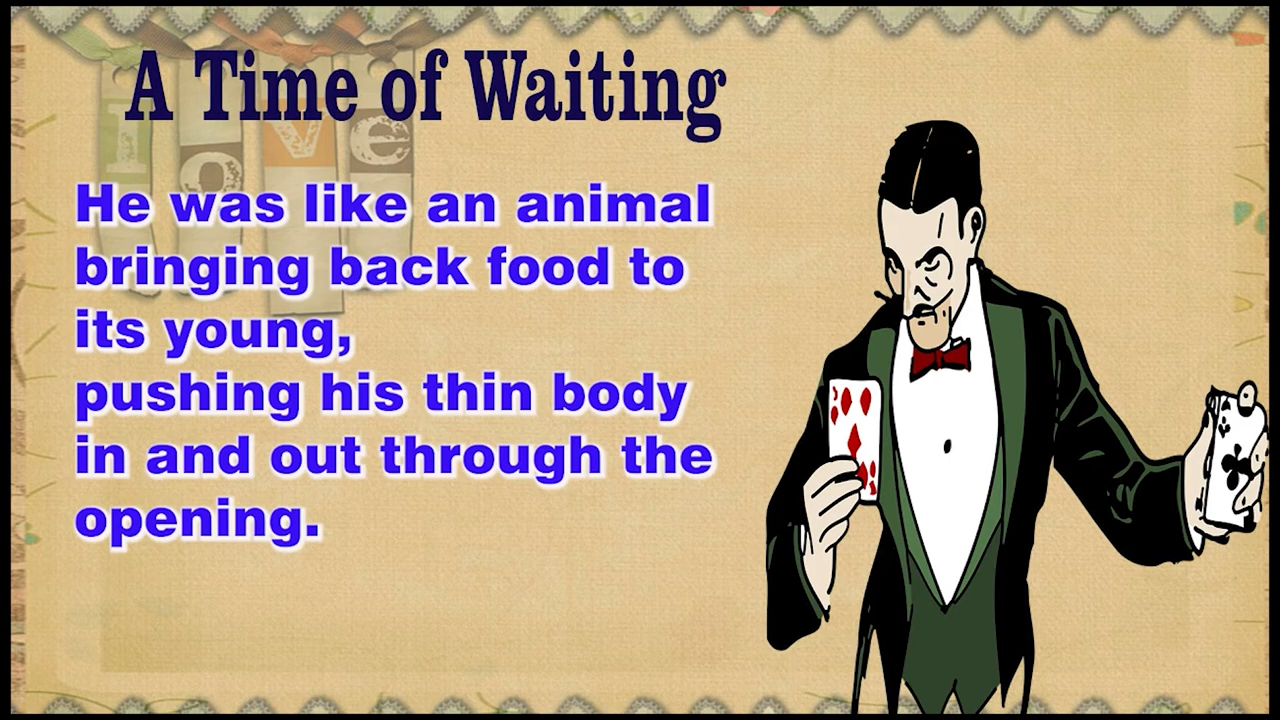 A Time of Waiting
love
He was like an animal
bringing back food to
its young,
pushing his thin body
in and out through the
opening.